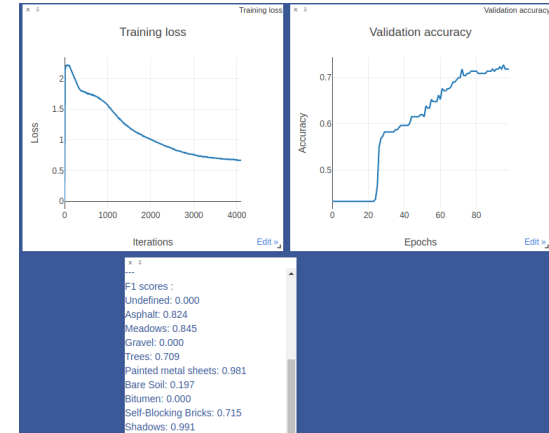 Training loss
Training loss
Loss
2
1.5
1
0.5
0
0
1000
2000
3000
4000
Iterations
Edit »
Validation accuracy
Validation accuracy
Accuracy
0.7
0.6
0.5
0
20
40
60
80
Epochs
Edit »
---
F1 scores :
Undefined: 0.000
Asphalt: 0.824
Meadows: 0.845
Gravel: 0.000
Trees: 0.709
Painted metal sheets: 0.981
Bare Soil: 0.197
Bitumen: 0.000
Self-Blocking Bricks: 0.715
Shadows: 0.991